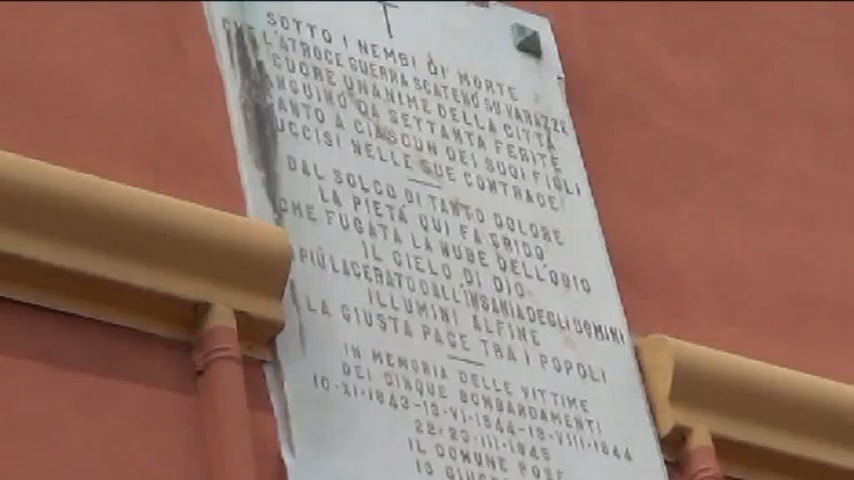 SOTTO I NEMBI DI MORTE
CHE L'ATROCE GUERRA SCATENÒ SU VARAZZE
CUORE UNANIME DELLA CITTÀ
NGUINÒ DA SETTANTA FERITE
ANTO A CIASCUN DEI SUOI FIGLI
UCCISI NELLE SUE CONTRADE
DAL SOLCO DI TANTO DOLORE
LA PIETÀ QUI FA GRIDO
CHE FUGATA LA NUBE DELL'ODIO
IL CIELO DI DIO
PIÙ LACERATO DALL'INSANIA DEGLI UOMINI
ILLUMINI ALFINE
LA GIUSTA PACE TRA I POPOLI
IN MEMORIA DELLE VITTIME
DEI CINQUE BOMBARDAMENTI
10-XI-1943-13-VI-1944-18-VIII-1944
22/23-III-1945
IL COMUNE POSE
13 GIUGNO